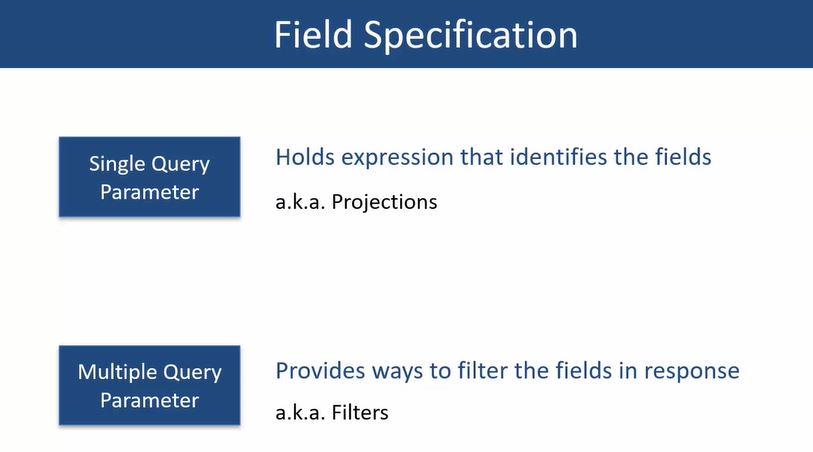 Field Specification
Single Query
Parameter
Holds expression that identifies the fields
a.k.a. Projections
Multiple Query
Parameter
Provides ways to filter the fields in response
a.k.a. Filters